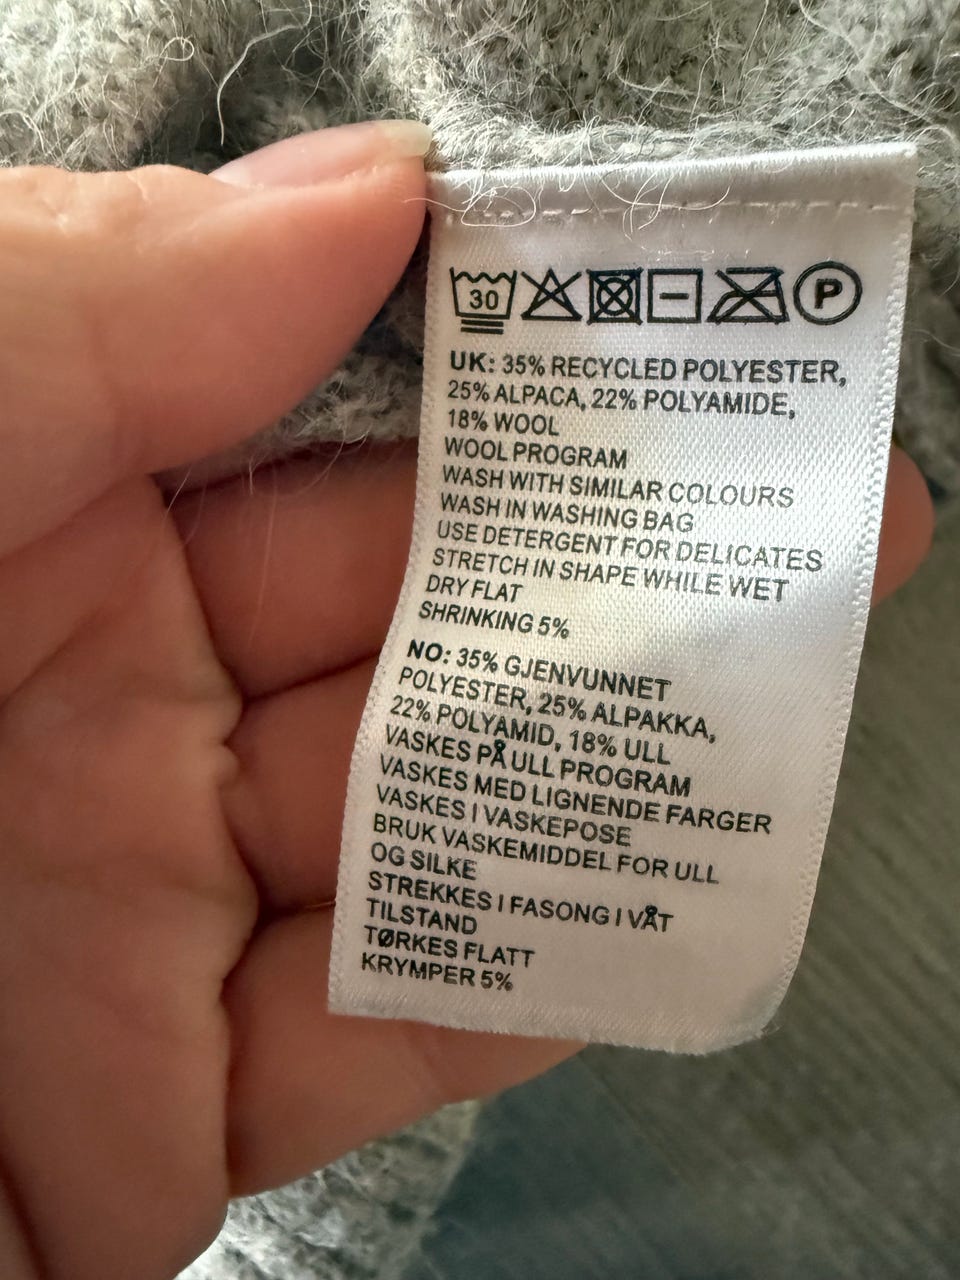 30 P
UK: 35% RECYCLED POLYESTER,
25% ALPACA, 22% POLYAMIDE,
18% WOOL
WOOL PROGRAM
WASH WITH SIMILAR COLOURS
WASH IN WASHING BAG
USE DETERGENT FOR DELICATES
STRETCH IN SHAPE WHILE WET
DRY FLAT
SHRINKING 5%
NO: 35% GJENVUNNET
POLYESTER, 25% ALPAKKA,
22% POLYAMID, 18% ULL
VASKES PÅ ULL PROGRAM
VASKES MED LIGNENDE FARGER
VASKES I VASKEPOSE
BRUK VASKEMIDDEL FOR ULL
OG SILKE
STREKKES I FASONG I VÅT
TILSTAND
TØRKES FLATT
KRYMPER 5%